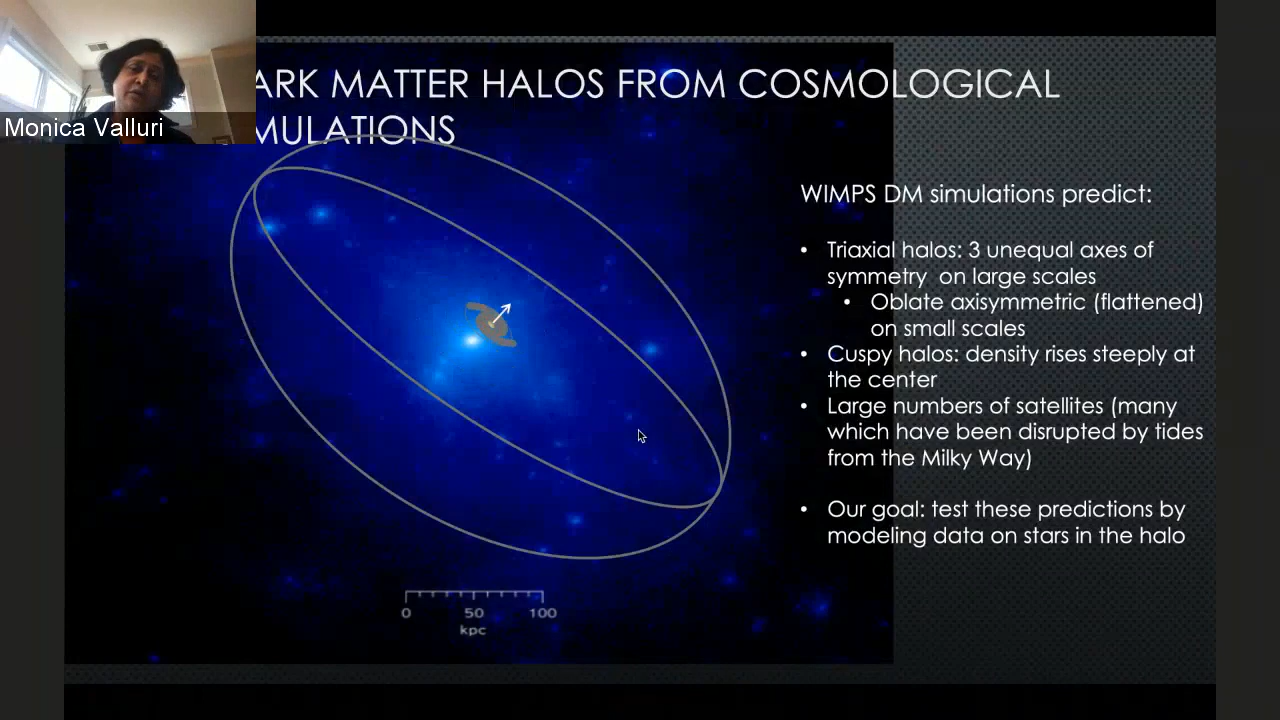 ARK MATTER HALOS FROM COSMOLOGICAL
MULATIONS
Monica Valluri
WIMPS DM simulations predict:
• Triaxial halos: 3 unequal axes of
symmetry on large scales
• Oblate axisymmetric (flattened)
on small scales
• Cuspy halos: density rises steeply at
the center
• Large numbers of satellites (many
which have been disrupted by tides
from the Milky Way)
• Our goal: test these predictions by
modeling data on stars in the halo
0 50 100
kpc